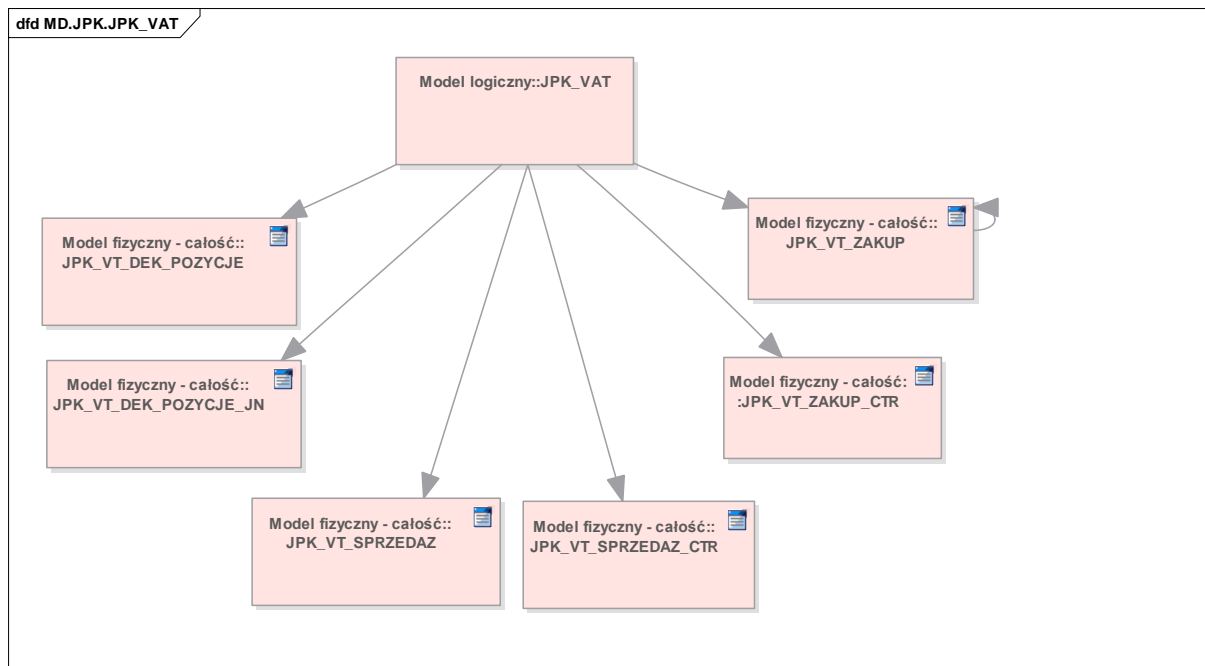 dfd MD.JPK.JPK_VAT
Model logiczny::JPK_VAT
Model fizyczny - całość::
JPK_VT_ZAKUP
Model fizyczny - całość::
JPK_VT_DEK_POZYCJE
Model fizyczny - całość::
JPK_VT_DEK_POZYCJE_JN
Model fizyczny - całość:
:JPK_VT_ZAKUP_CTR
Model fizyczny - całość::
JPK_VT_SPRZEDAZ
Model fizyczny - całość::
JPK_VT_SPRZEDAZ_CTR